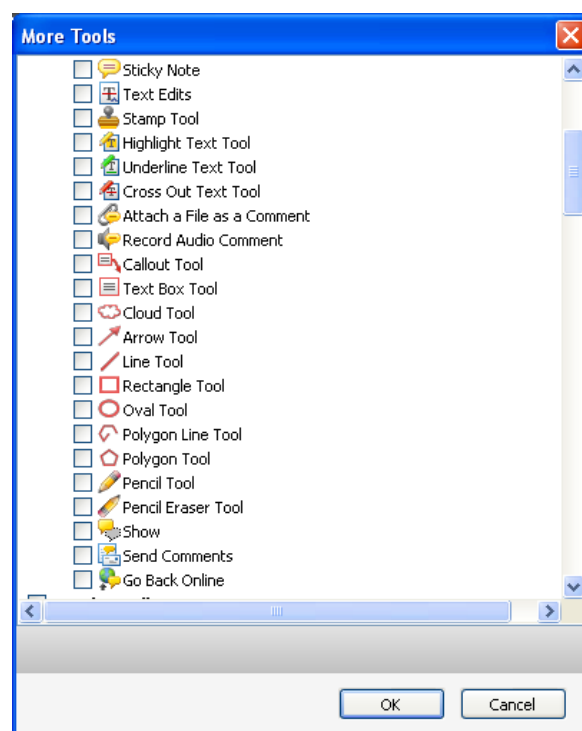 More Tools
Sticky Note
Text Edits
Stamp Tool
Highlight Text Tool
Underline Text Tool
Cross Out Text Tool
Attach a File as a Comment
Record Audio Comment
Callout Tool
Text Box Tool
Cloud Tool
Arrow Tool
Line Tool
Rectangle Tool
Oval Tool
Polygon Line Tool
Polygon Tool
Pencil Tool
Pencil Eraser Tool
Show
Send Comments
Go Back Online
OK Cancel